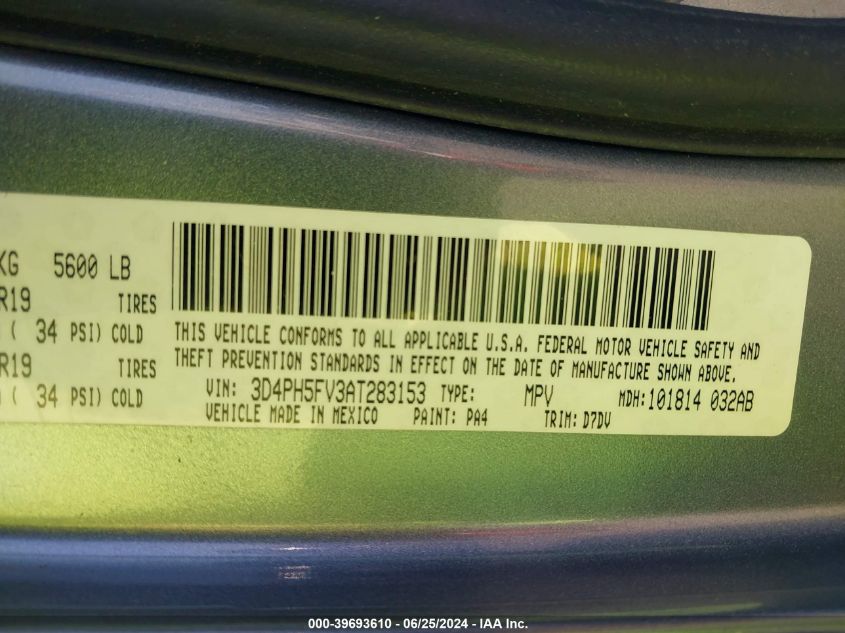 KG 5600 LB
R19 TIRES
( 34 PSI) COLD
R19 TIRES
( 34 PSI) COLD
THIS VEHICLE CONFORMS TO ALL APPLICABLE U.S.A. FEDERAL MOTOR VEHICLE SAFETY AND
THEFT PREVENTION STANDARDS IN EFFECT ON THE DATE OF MANUFACTURE SHOWN ABOVE.
VIN: 3D4PH5FV3AT283153 TYPE: MPV MDH:101814 032AB
VEHICLE MADE IN MEXICO PAINT: PA4 TRIM: D7DV
000-39693610 - 06/25/2024 - IAA Inc.